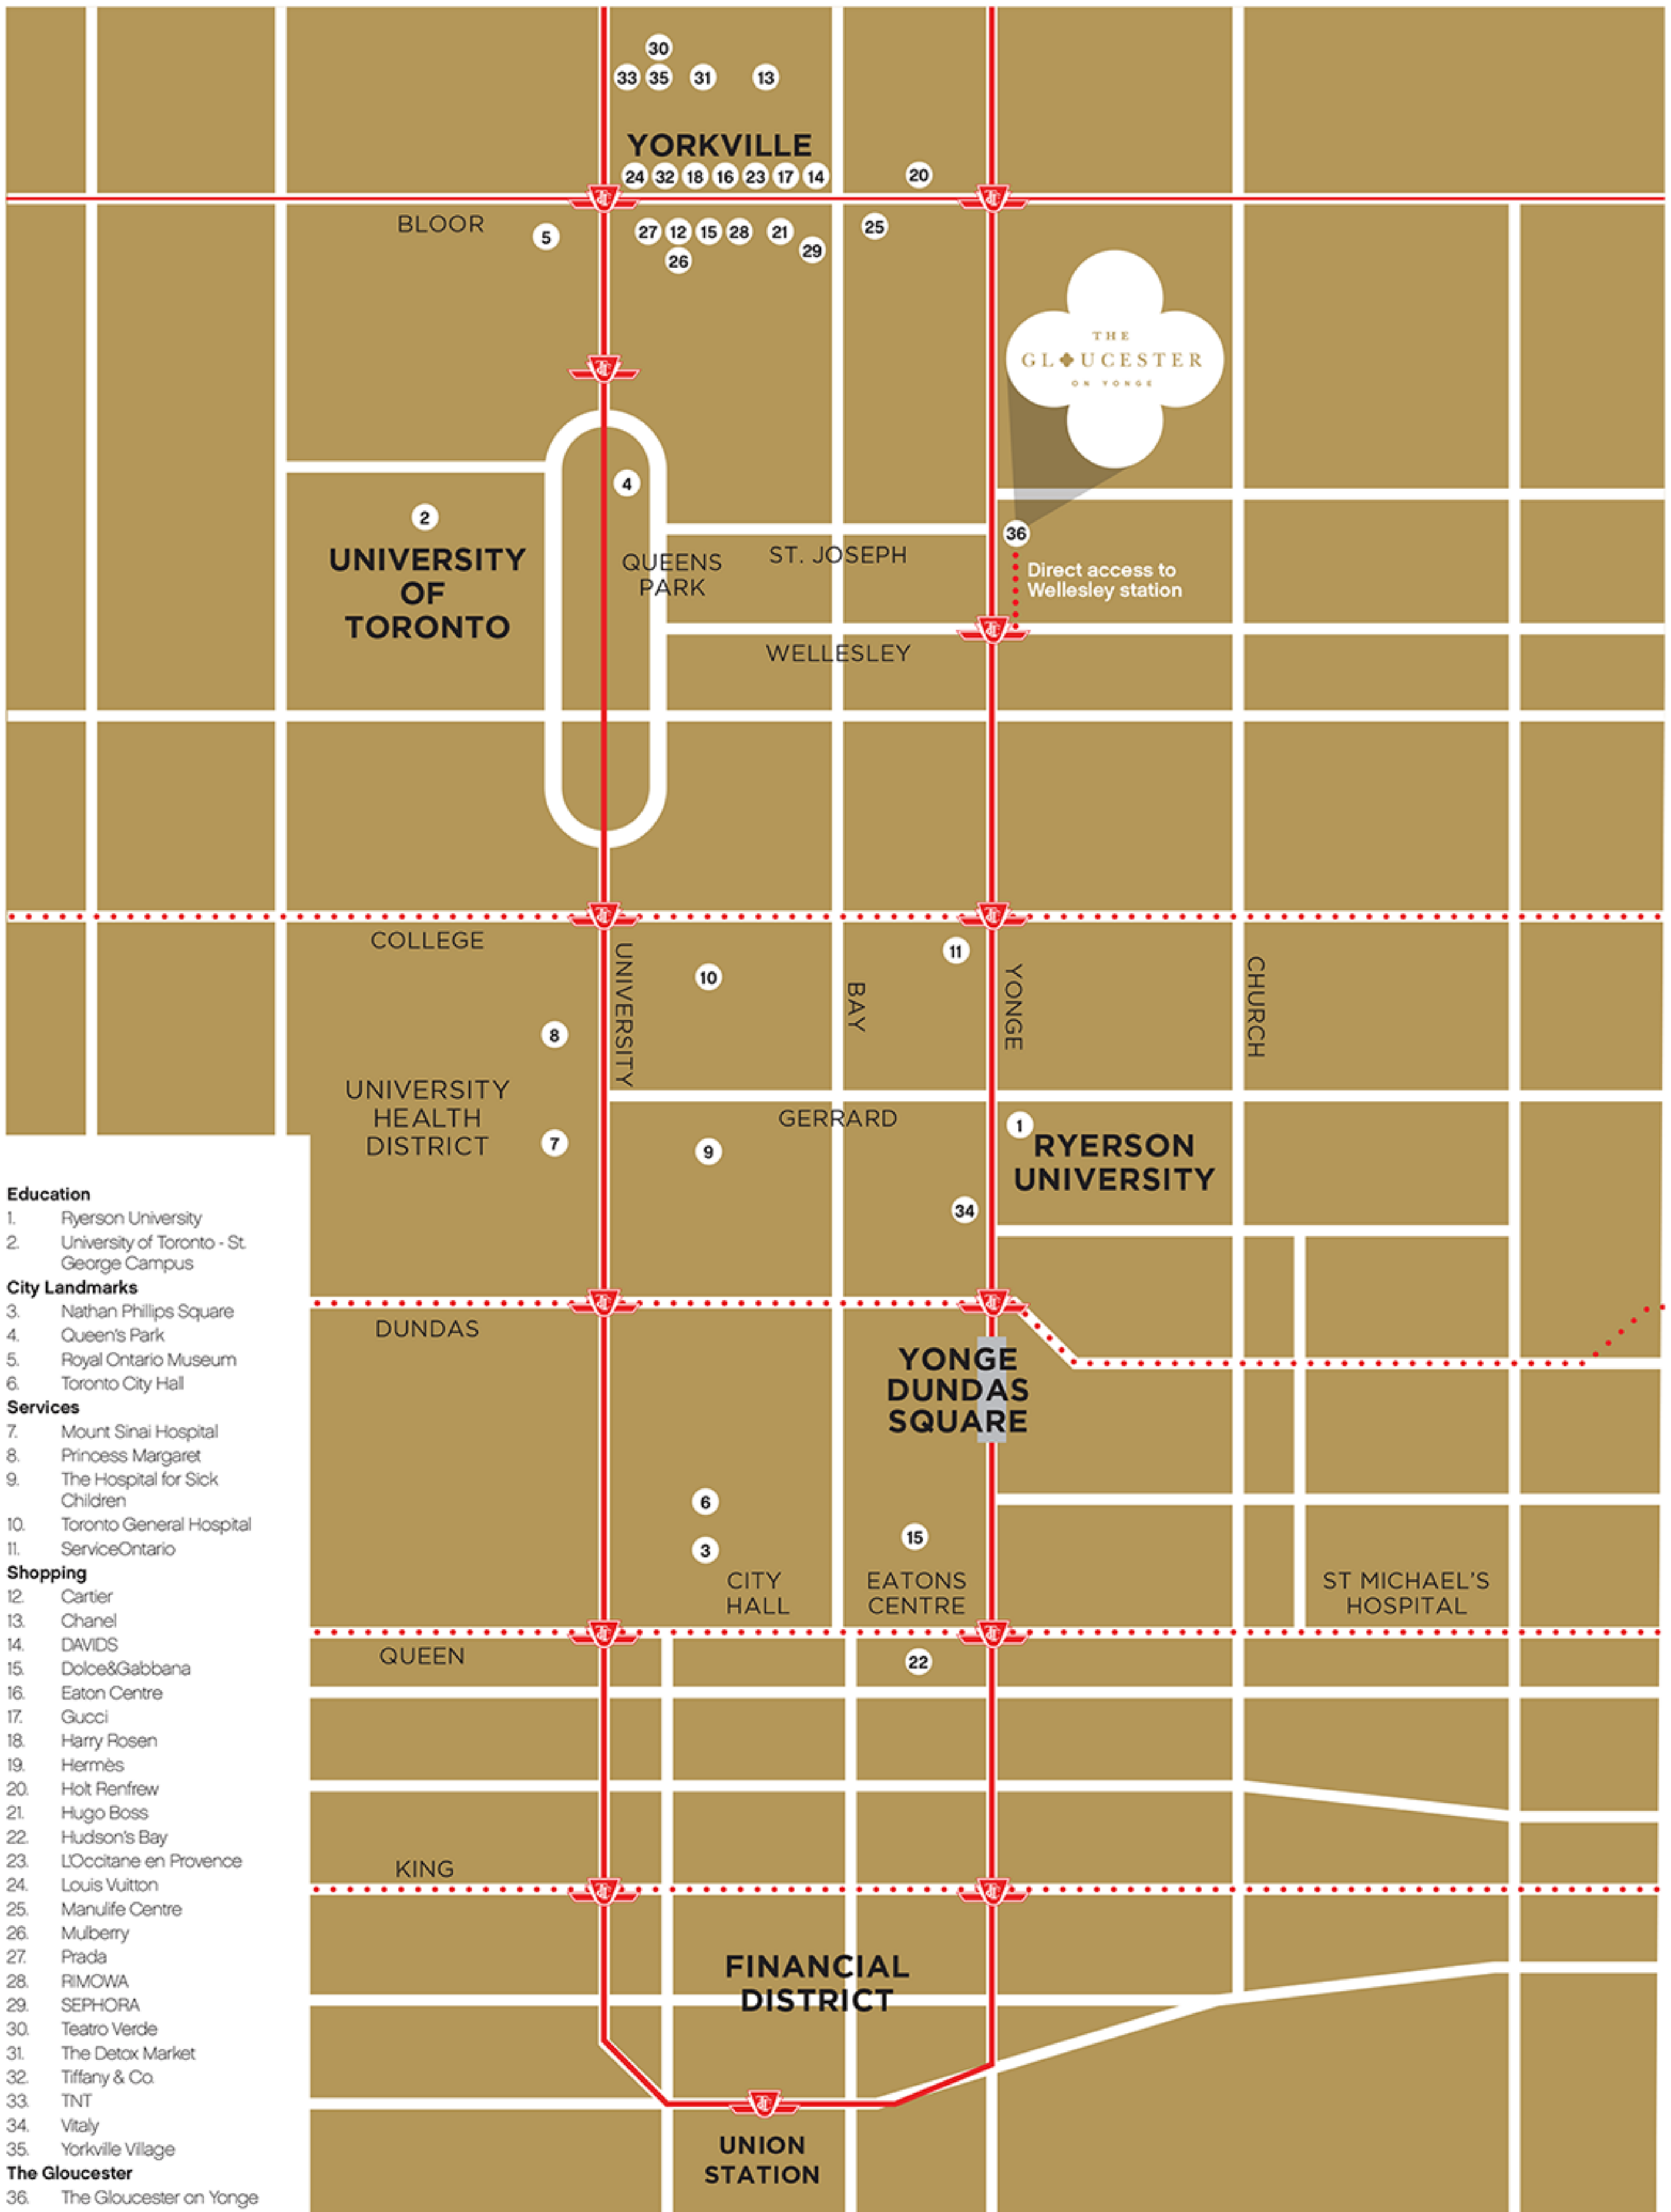 30
33 35 31 13
YORKVILLE
24 32 18 16 23 17 14 20
BLOOR
5
27 12 15 28 21 25
26 29
THE
GLOUCESTER
ON YONGE
4
2
36
UNIVERSITY
OF
TORONTO
QUEENS
PARK
ST. JOSEPH
Direct access to
Wellesley station
WELLESLEY
COLLEGE
UNIVERSITY
10
BAY
11
YONGE
CHURCH
8
UNIVERSITY
HEALTH
DISTRICT
7
GERRARD
9
1
RYERSON
UNIVERSITY
34
DUNDAS
YONGE
DUNDAS
SQUARE
6
3
15
CITY
HALL
EATONS
CENTRE
ST MICHAEL'S
HOSPITAL
QUEEN
22
KING
FINANCIAL
DISTRICT
UNION
STATION
Education
1. Ryerson University
2. University of Toronto - St.
George Campus
City Landmarks
3. Nathan Phillips Square
4. Queen's Park
5. Royal Ontario Museum
6. Toronto City Hall
Services
7. Mount Sinai Hospital
8. Princess Margaret
9. The Hospital for Sick
Children
10. Toronto General Hospital
11. ServiceOntario
Shopping
12. Cartier
13. Chanel
14. DAVIDS
15. Dolce&Gabbana
16. Eaton Centre
17. Gucci
18. Harry Rosen
19. Hermès
20. Holt Renfrew
21. Hugo Boss
22. Hudson's Bay
23. L'Occitane en Provence
24. Louis Vuitton
25. Manulife Centre
26. Mulberry
27. Prada
28. RIMOWA
29. SEPHORA
30. Teatro Verde
31. The Detox Market
32. Tiffany & Co.
33. TNT
34. Vitaly
35. Yorkville Village
The Gloucester
36. The Gloucester on Yonge